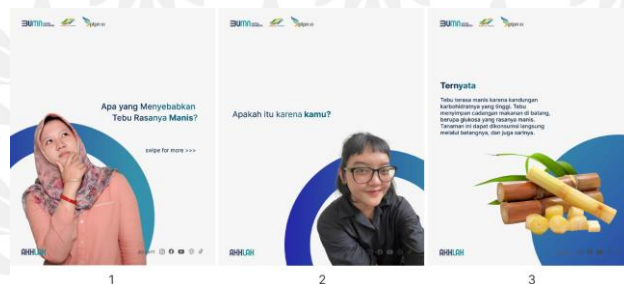 BUMN
Apa yang Menyebabkan
Tebu Rasanya Manis?
swipe for more >>>
AKHLAK
1
BUMN
Apakah itu karena kamu?
AKHLAK
2
BUMN
Ternyata
Tebu terasa manis karena kandungan
karbohidratnya yang tinggi. Tebu
menyimpan cadangan makanan di batang,
berupa glukosa yang rasanya manis.
Tanaman ini dapat dikonsumsi langsung
melalui batangnya, dan juga sarinya.
AKHLAK
3